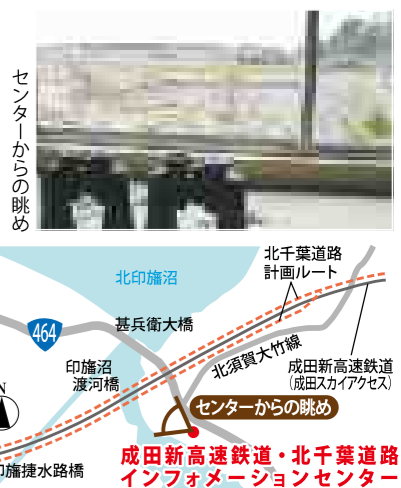 センターからの眺め
北千葉道路
計画ルート
北印旛沼
464
甚兵衛大橋
北須賀大竹線
印旛沼
渡河橋
成田新高速鉄道
（成田スカイアクセス）
N
センターからの眺め
印旛捷水路橋
成田新高速鉄道・北千葉道路
インフォメーションセンター